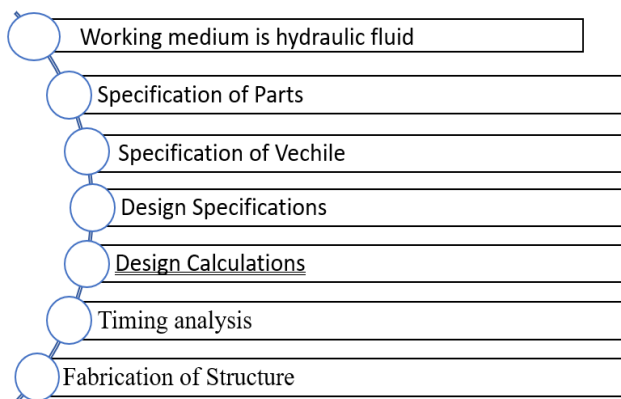 Working medium is hydraulic fluid
Specification of Parts
Specification of Vechile
Design Specifications
Design Calculations
Timing analysis
Fabrication of Structure